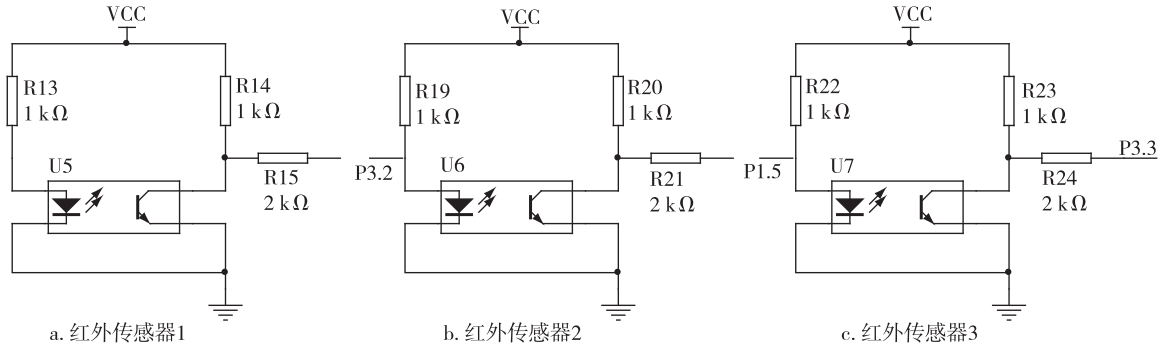 VCC
R13
1 kΩ
R14
1 kΩ
U5
R15
2 kΩ
P3.2
a. 红外传感器1
VCC
R19
1 kΩ
R20
1 kΩ
U6
R21
2 kΩ
P1.5
b. 红外传感器2
VCC
R22
1 kΩ
R23
1 kΩ
U7
R24
2 kΩ
P3.3
c. 红外传感器3